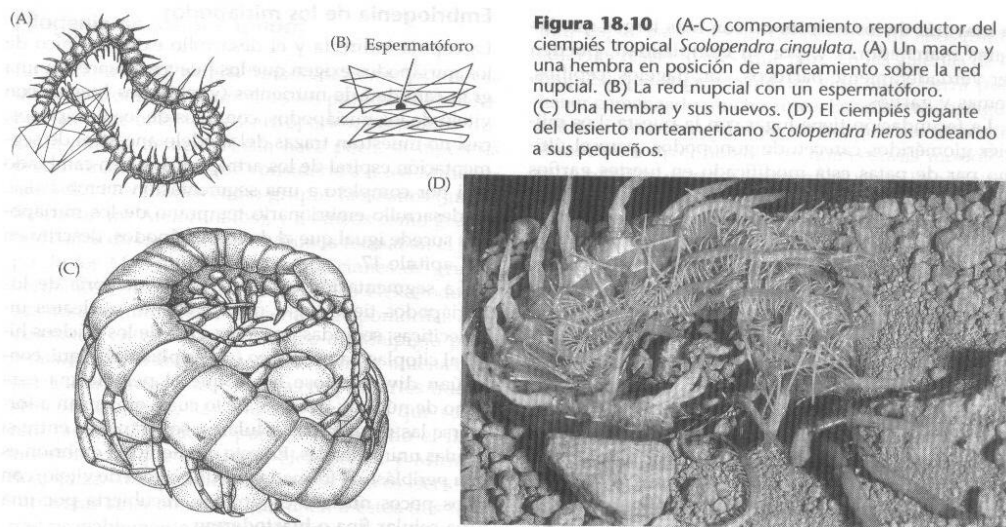 (A)
(B) Espermatóforo
Figura 18.10 (A-C) comportamiento reproductor del
ciempiés tropical Scolopendra cingulata. (A) Un macho y
una hembra en posición de apareamiento sobre la red
nupcial. (B) La red nupcial con un espermatóforo.
(C) Una hembra y sus huevos. (D) El ciempiés gigante
del desierto norteamericano Scolopendra heros rodeando
a sus pequeños.
(C)
(D)